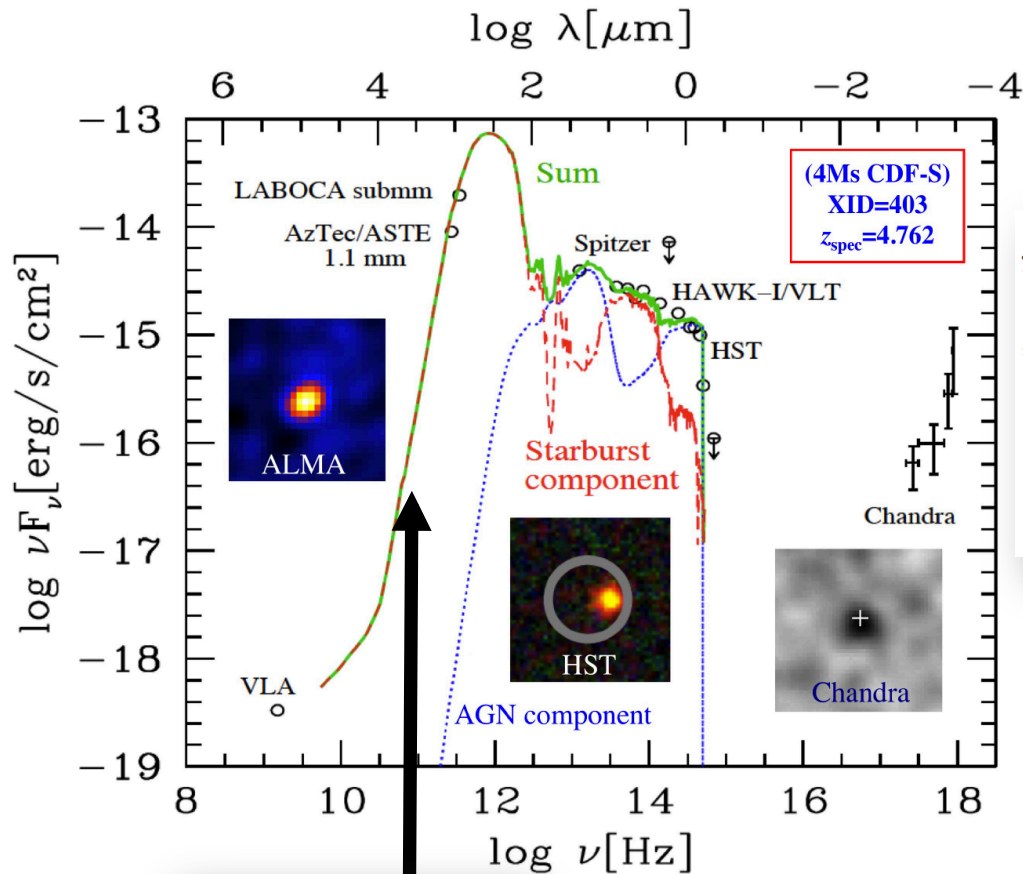 log λ[μm]
6 4 2 0 −2 −4
−13
−14
−15
−16
−17
−18
−19
log νFν[erg/s/cm²]
Sum
(4Ms CDF-S)
XID=403
zspec=4.762
LABOCA submm
AzTec/ASTE
1.1 mm
Spitzer
HAWK–I/VLT
HST
ALMA
Starburst
component
Chandra
HST
VLA
AGN component
Chandra
8 10 12 14 16 18
log ν[Hz]